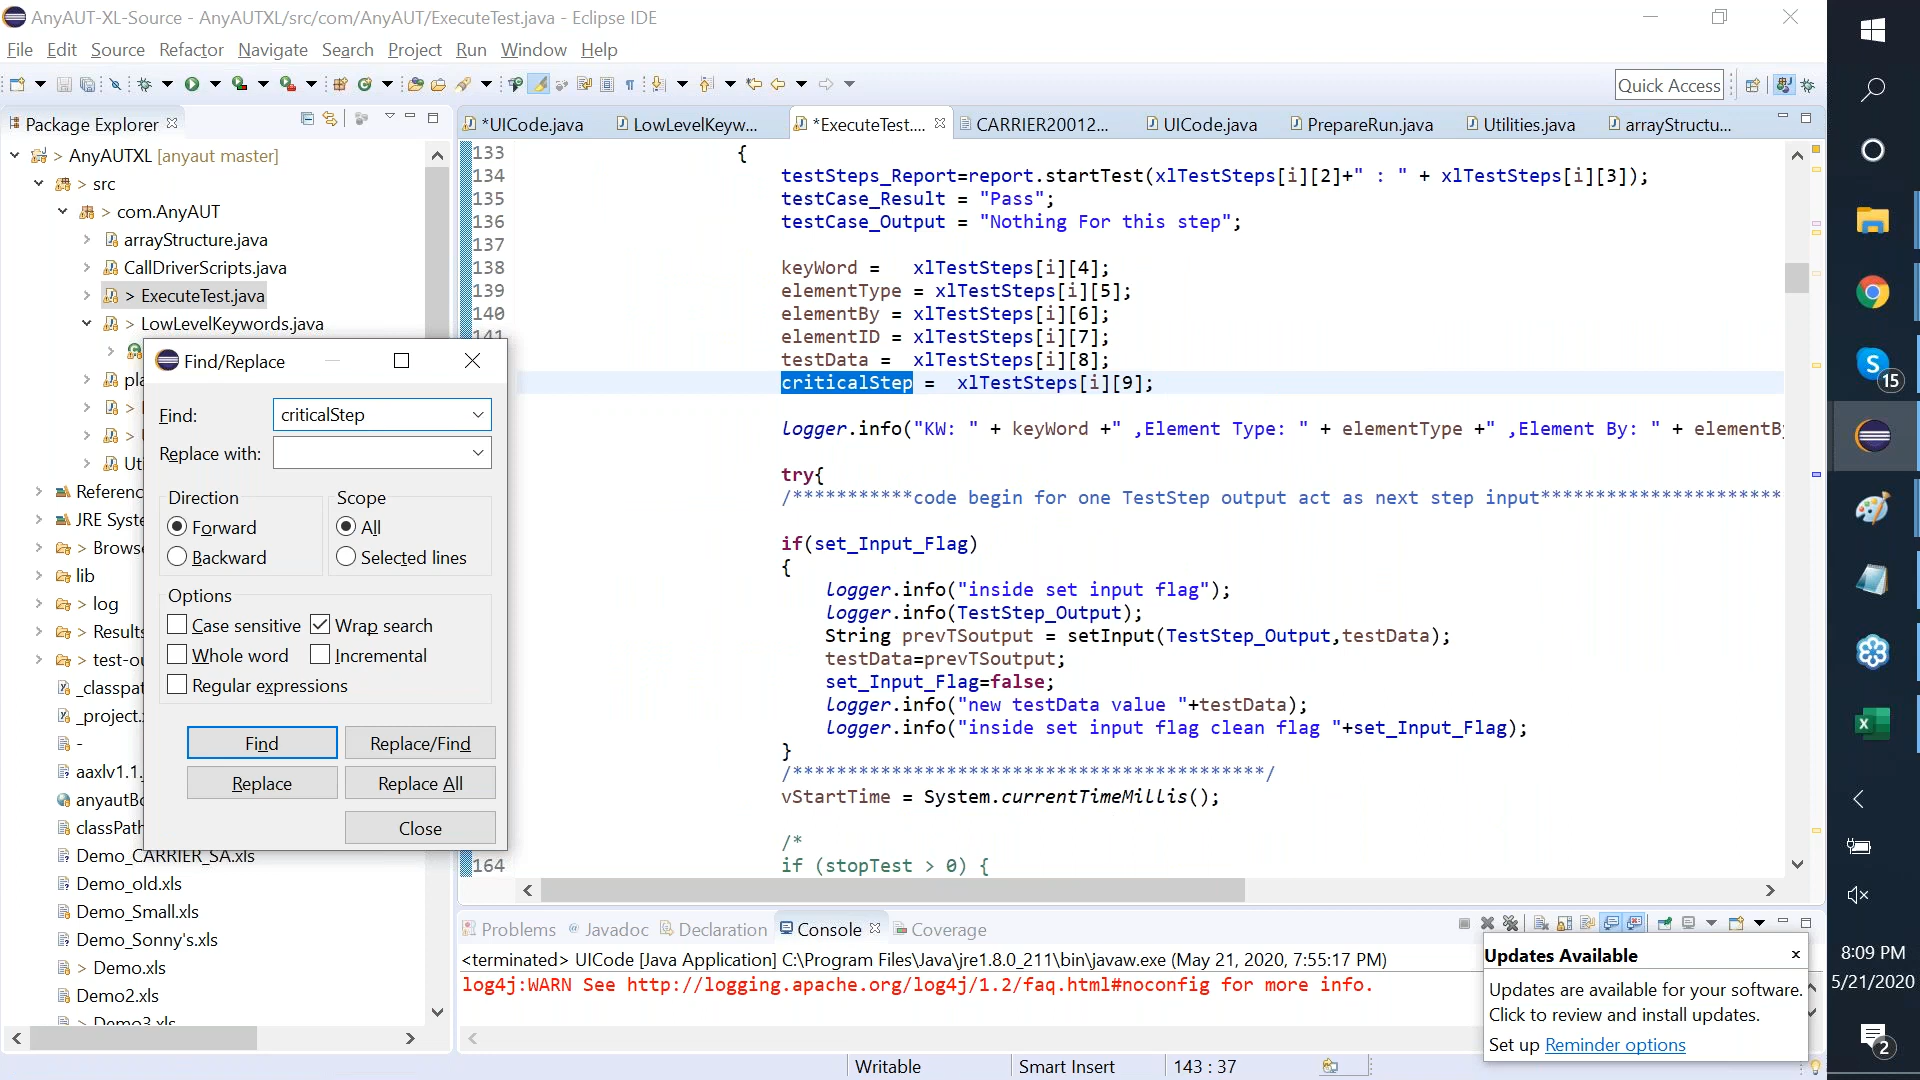 AnyAUT-XL-Source - AnyAUTXL/src/com/AnyAUT/ExecuteTest.java - Eclipse IDE
File Edit Source Refactor Navigate Search Project Run Window Help
Quick Access
Package Explorer
*UICode.java LowLevelKeyw... *ExecuteTest.... CARRIER20012... UICode.java PrepareRun.java Utilities.java arrayStructu...
> AnyAUTXL [anyaut master]
> src
> com.AnyAUT
arrayStructure.java
CallDriverScripts.java
> ExecuteTest.java
> LowLevelKeywords.java
pla
>
>
Uti
Referenc
JRE Syste
> Browse
lib
> log
> Results
> test-ou
_classpat
_project.
-
aaxlv1.1.
anyautBo
classPath
Demo_CARRIER_SA.xls
Demo_old.xls
Demo_Small.xls
Demo_Sonny's.xls
> Demo.xls
Demo2.xls
> Demo3.xls
Find/Replace
Find: criticalStep
Replace with:
Direction
Forward
Backward
Scope
All
Selected lines
Options
Case sensitive Wrap search
Whole word Incremental
Regular expressions
Find Replace/Find
Replace Replace All
Close
133 {
134 testSteps_Report=report.startTest(xlTestSteps[i][2]+" : " + xlTestSteps[i][3]);
135 testCase_Result = "Pass";
136 testCase_Output = "Nothing For this step";
137
138 keyWord = xlTestSteps[i][4];
139 elementType = xlTestSteps[i][5];
140 elementBy = xlTestSteps[i][6];
141 elementID = xlTestSteps[i][7];
testData = xlTestSteps[i][8];
criticalStep = xlTestSteps[i][9];
logger.info("KW: " + keyWord +" ,Element Type: " + elementType +" ,Element By: " + elementB
try{
/***********code begin for one TestStep output act as next step input**********************
if(set_Input_Flag)
{
logger.info("inside set input flag");
logger.info(TestStep_Output);
String prevTSoutput = setInput(TestStep_Output,testData);
testData=prevTSoutput;
set_Input_Flag=false;
logger.info("new testData value "+testData);
logger.info("inside set input flag clean flag "+set_Input_Flag);
}
/*******************************************/
vStartTime = System.currentTimeMillis();
/*
164 if (stopTest > 0) {
Problems Javadoc Declaration Console Coverage
<terminated> UICode [Java Application] C:\Program Files\Java\jre1.8.0_211\bin\javaw.exe (May 21, 2020, 7:55:17 PM)
log4j:WARN See http://logging.apache.org/log4j/1.2/faq.html#noconfig for more info.
Updates Available
Updates are available for your software.
Click to review and install updates.
Set up Reminder options
Writable Smart Insert 143 : 37
15
8:09 PM
5/21/2020
2